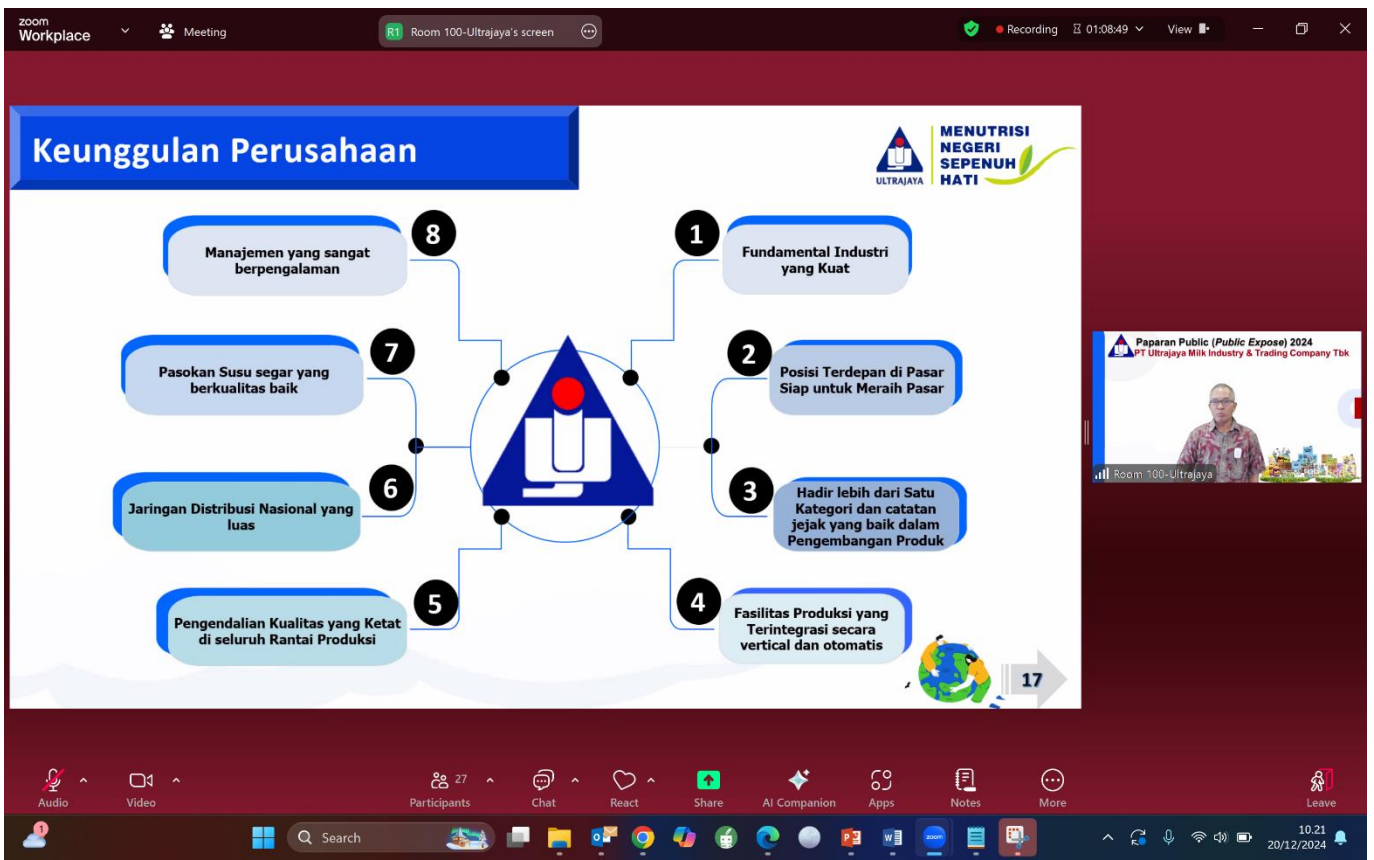 zoom
Workplace
Meeting
R1 Room 100-Ultrajaya's screen
Recording
01:08:49
View
Keunggulan Perusahaan
ULTRAJAYA
MENUTRISI
NEGERI
SEPENUH
HATI
1
Fundamental Industri
yang Kuat
2
Posisi Terdepan di Pasar
Siap untuk Meraih Pasar
3
Hadir lebih dari Satu
Kategori dan catatan
jejak yang baik dalam
Pengembangan Produk
4
Fasilitas Produksi yang
Terintegrasi secara
vertical dan otomatis
5
Pengendalian Kualitas yang Ketat
di seluruh Rantai Produksi
6
Jaringan Distribusi Nasional yang
luas
7
Pasokan Susu segar yang
berkualitas baik
8
Manajemen yang sangat
berpengalaman
17
Paparan Public (Public Expose) 2024
PT Ultrajaya Milk Industry & Trading Company Tbk
Room 100-Ultrajaya
Audio
Video
27
Participants
Chat
React
Share
AI Companion
Apps
Notes
More
Leave
1
Search
zoom
10.21
20/12/2024